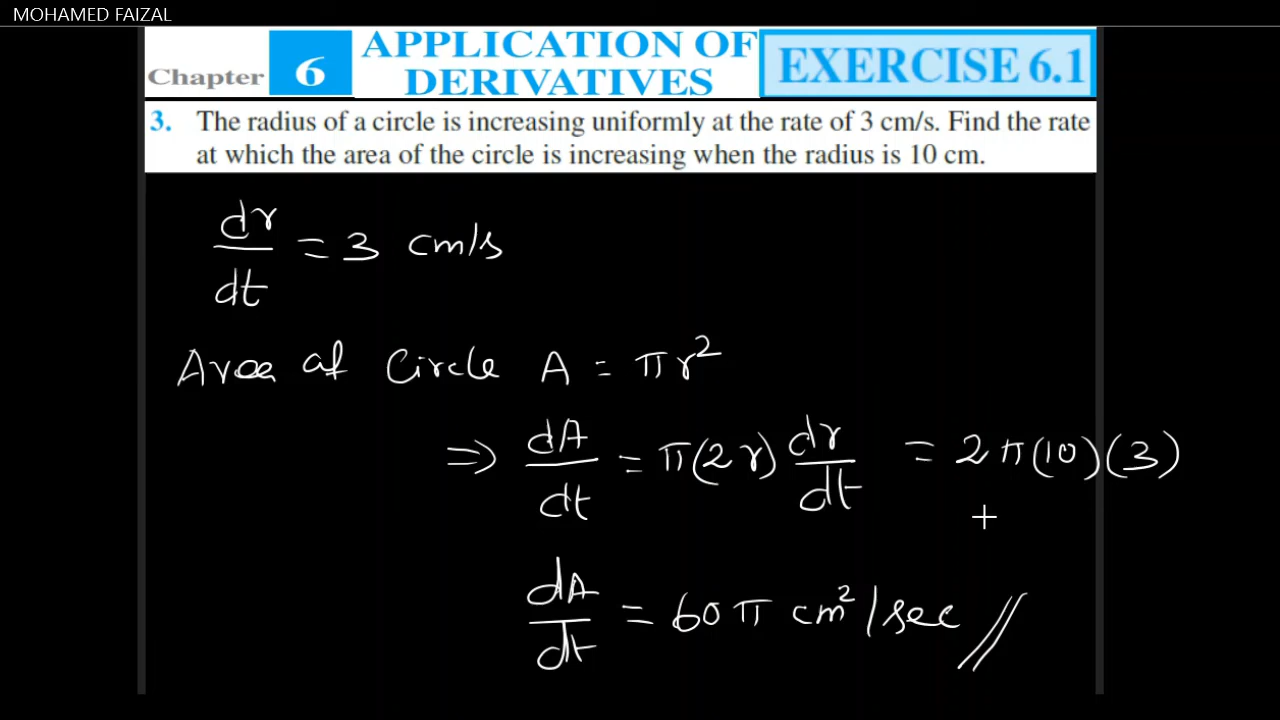 MOHAMED FAIZAL
Chapter 6 APPLICATION OF DERIVATIVES EXERCISE 6.1
3. The radius of a circle is increasing uniformly at the rate of 3 cm/s. Find the rate
at which the area of the circle is increasing when the radius is 10 cm.
dr/dt = 3 cm/s
Area of Circle A = πr²
=> dA/dt = π(2r) dr/dt = 2π(10)(3)
dA/dt = 60π cm²/sec //